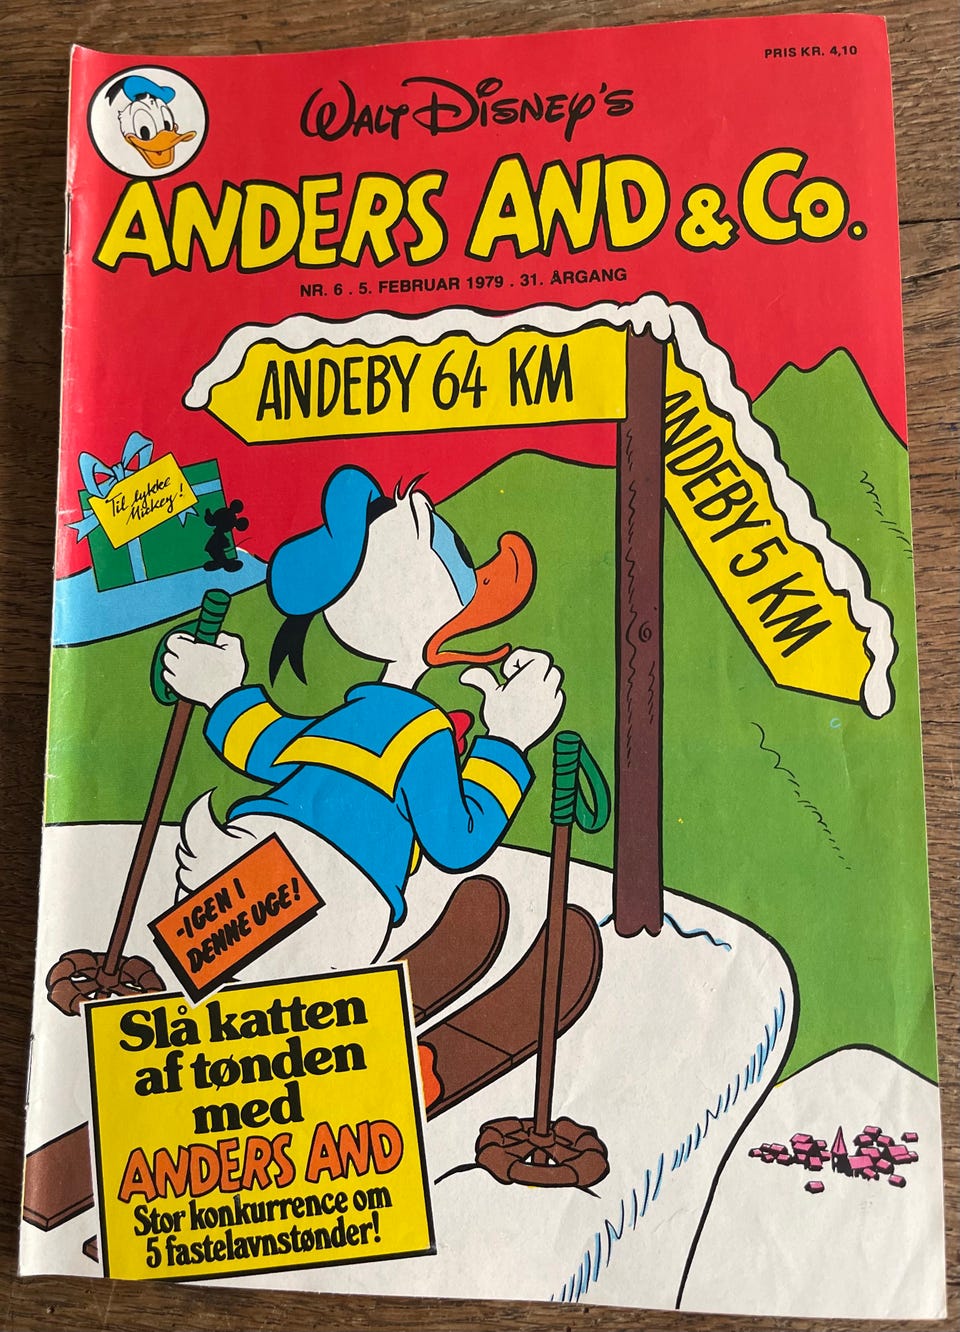 PRIS KR. 4,10
WALT DISNEY'S
ANDERS AND & Co.
NR. 6 . 5. FEBRUAR 1979 . 31. ÅRGANG
ANDEBY 64 KM
ANDEBY 5 KM
Til lykke
Mickey!
-IGEN I
DENNE UGE!
Slå katten
af tønden
med
ANDERS AND
Stor konkurrence om
5 fastelavnstønder!